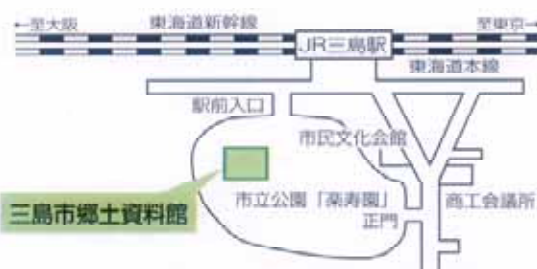 ←至大阪
東海道新幹線
至東京→
JR三島駅
東海道本線
駅前入口
市民文化会館
三島市郷土資料館
市立公園「楽寿園」
正門
商工会議所